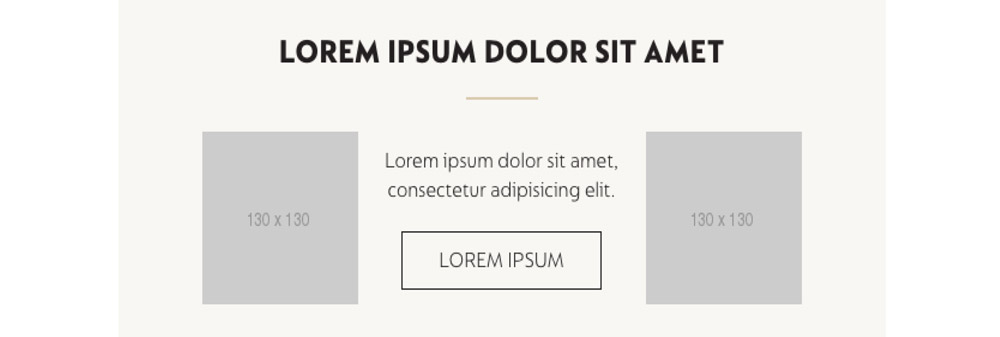 LOREM IPSUM DOLOR SIT AMET
130 x 130
Lorem ipsum dolor sit amet,
consectetur adipisicing elit.
LOREM IPSUM
130 x 130